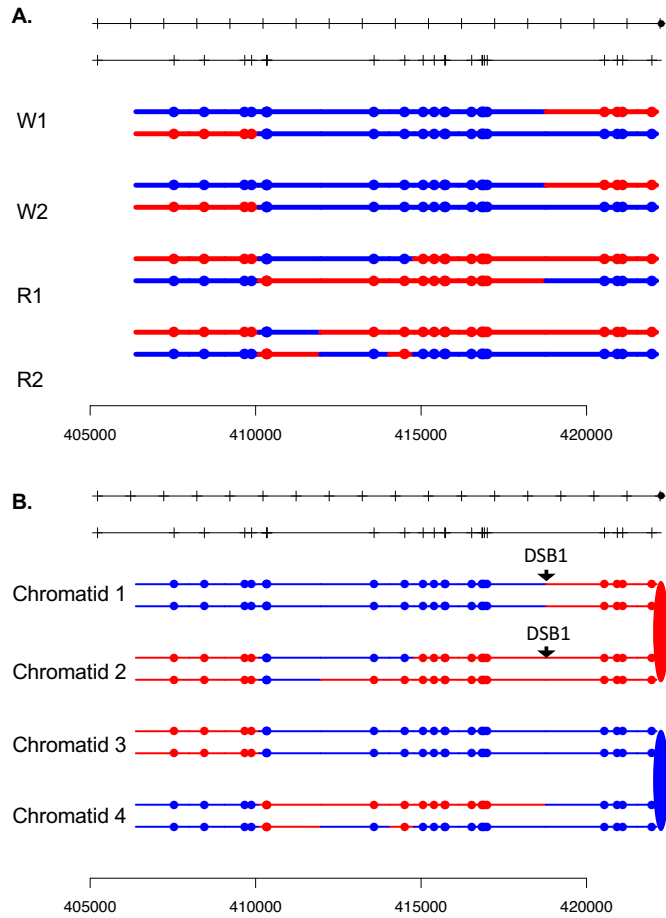 A.
W1
W2
R1
R2
405000 410000 415000 420000
B.
DSB1
Chromatid 1
DSB1
Chromatid 2
Chromatid 3
Chromatid 4
405000 410000 415000 420000